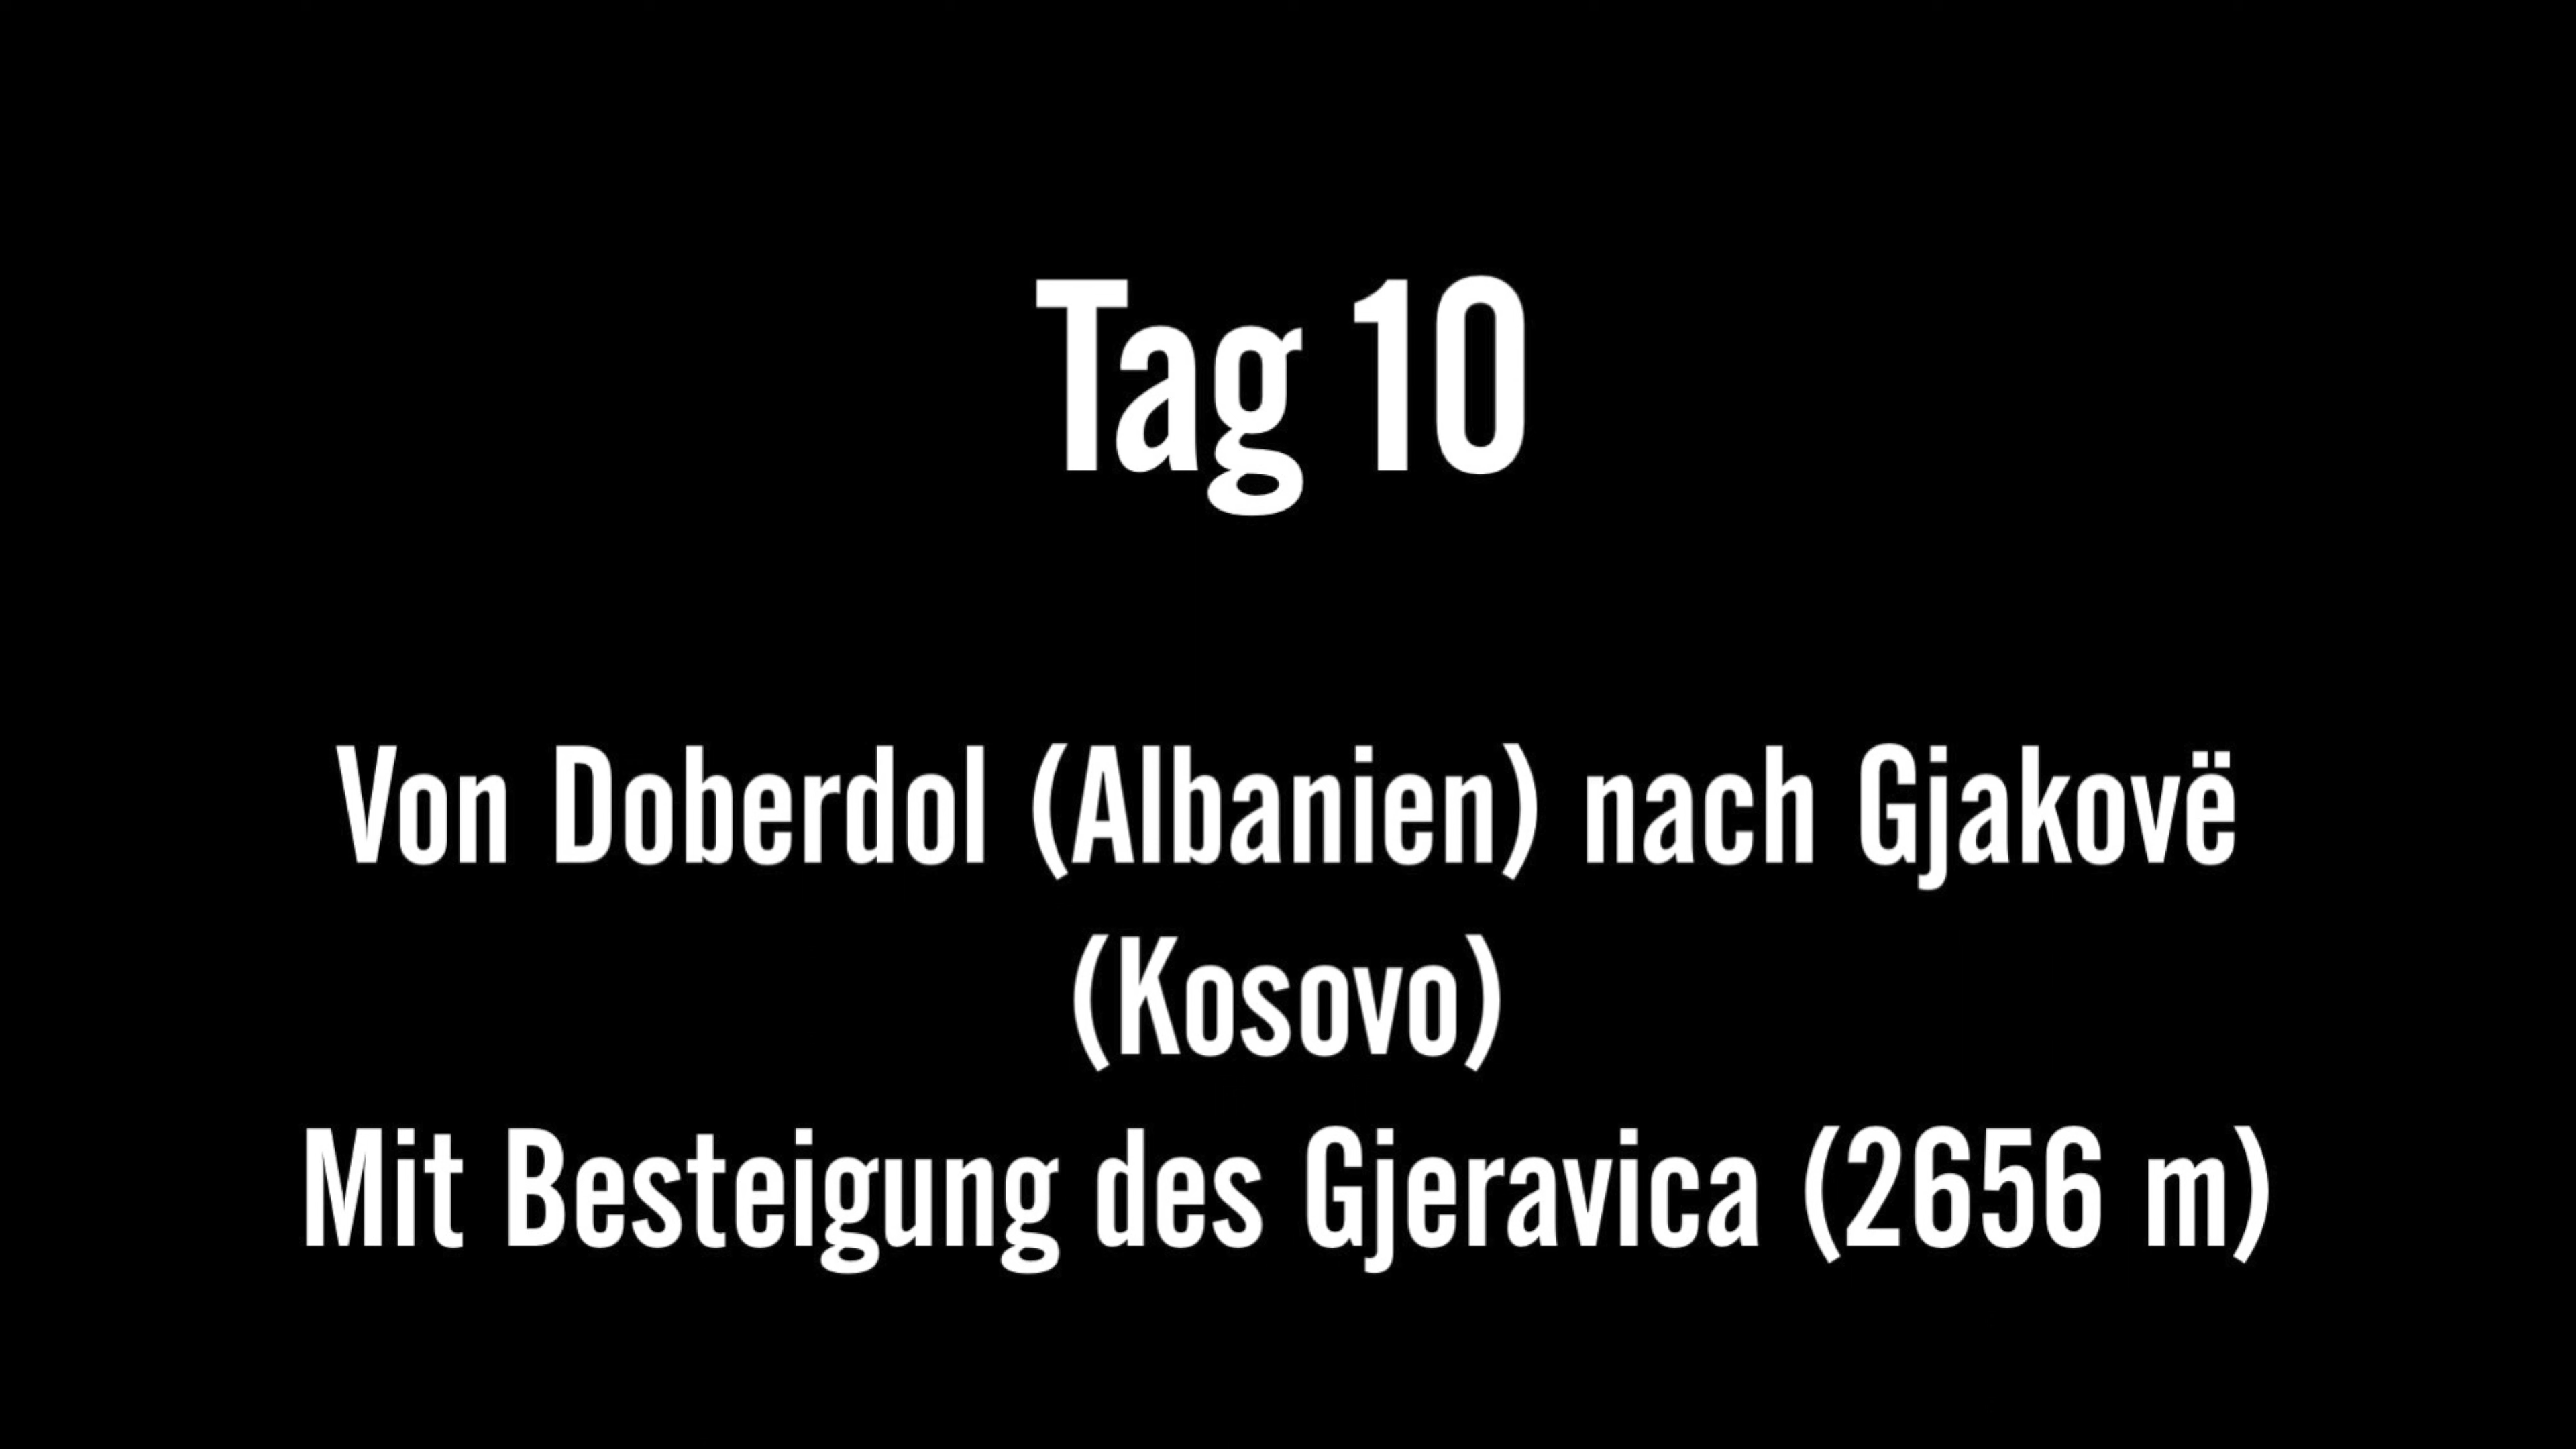 Tag 10
Von Doberdol (Albanien) nach Gjakovë
(Kosovo)
Mit Besteigung des Gjeravica (2656 m)